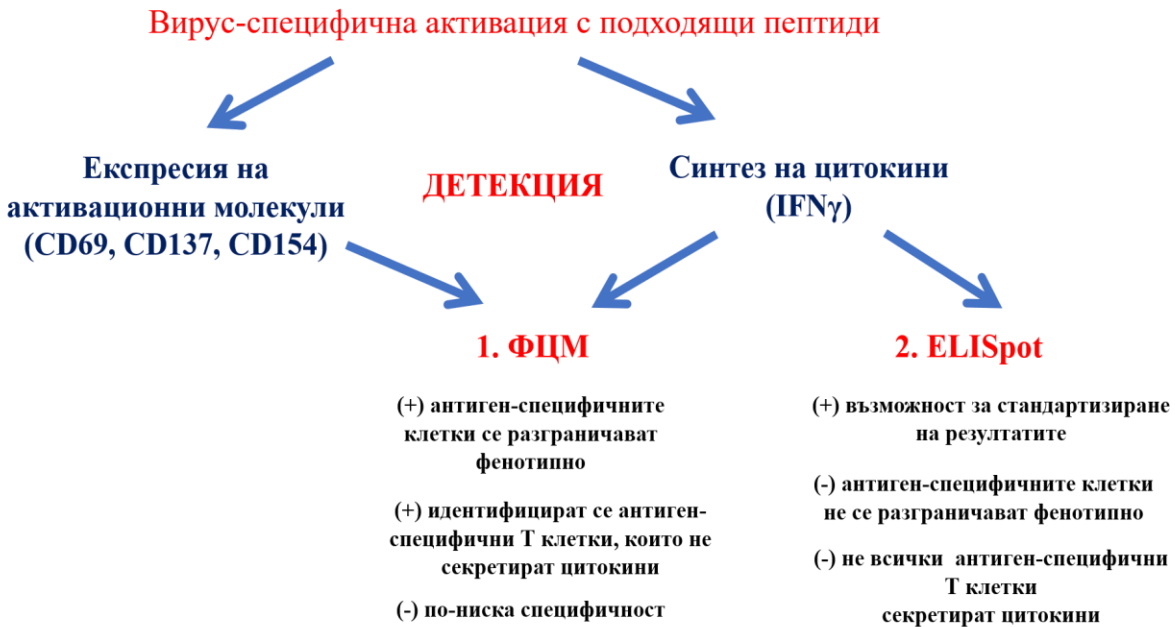 Вирус-специфична активация с подходящи пептиди
Експресия на
активационни молекули
(CD69, CD137, CD154)
ДЕТЕКЦИЯ
Синтез на цитокини
(IFNγ)
1. ФЦМ
(+) антиген-специфичните
клетки се разграничават
фенотипно
(+) идентифицират се антиген-
специфични Т клетки, които не
секретират цитокини
(-) по-ниска специфичност
2. ELISpot
(+) възможност за стандартизиране
на резултатите
(-) антиген-специфичните клетки
не се разграничават фенотипно
(-) не всички антиген-специфични
Т клетки
секретират цитокини